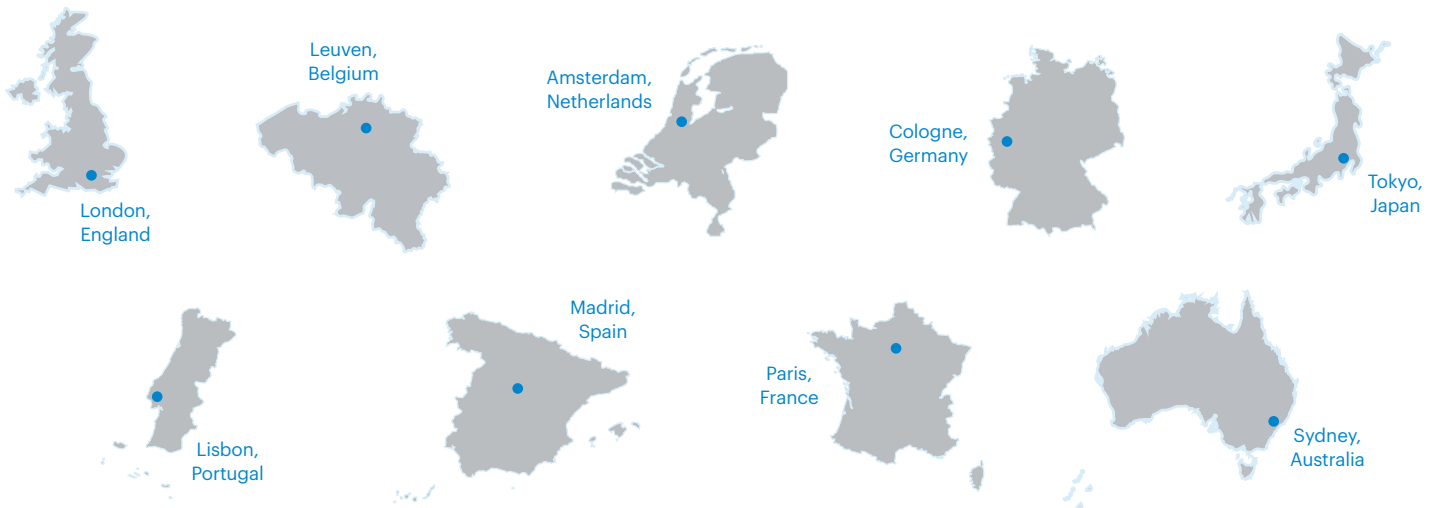 Leuven,
Belgium
Amsterdam,
Netherlands
Cologne,
Germany
Tokyo,
Japan
London,
England
Madrid,
Spain
Paris,
France
Lisbon,
Portugal
Sydney,
Australia